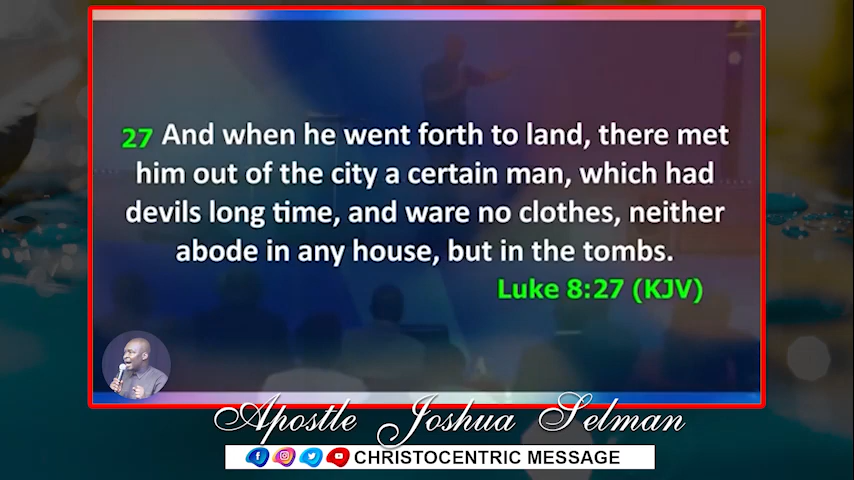 27 And when he went forth to land, there met
him out of the city a certain man, which had
devils long time, and ware no clothes, neither
abode in any house, but in the tombs.
Luke 8:27 (KJV)
Apostle Joshua Selman
CHRISTOCENTRIC MESSAGE